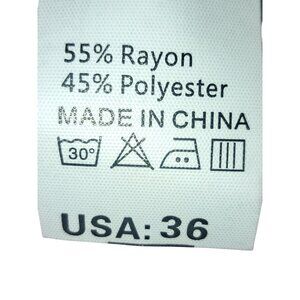 55% Rayon
45% Polyester
MADE IN CHINA
30°
USA: 36